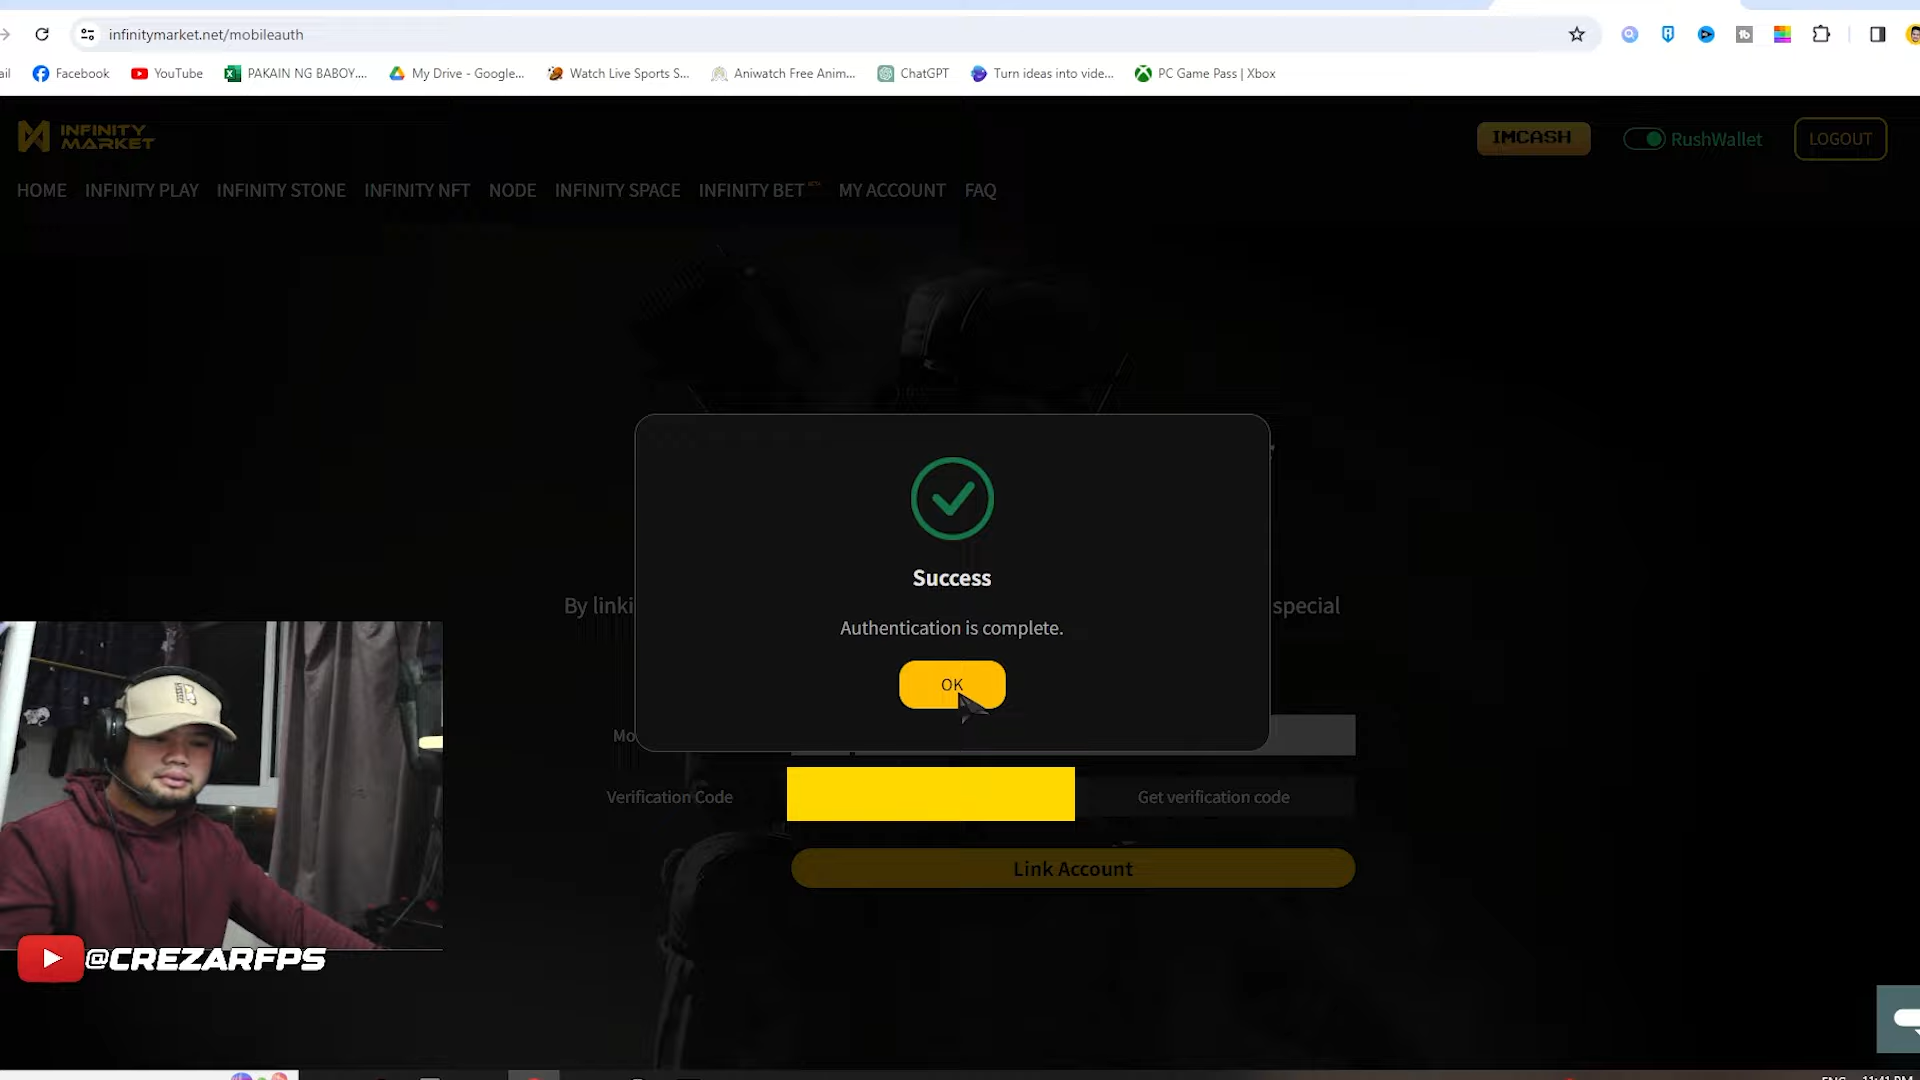 infinitymarket.net/mobileauth
Facebook YouTube PAKAIN NG BABOY.... My Drive - Google... Watch Live Sports S... Aniwatch Free Anim... ChatGPT Turn ideas into vide... PC Game Pass | Xbox
INFINITY
MARKET
IMCASH RushWallet LOGOUT
HOME INFINITY PLAY INFINITY STONE INFINITY NFT NODE INFINITY SPACE INFINITY BET MY ACCOUNT FAQ
Success
By linki special
Authentication is complete.
OK
Mo
Verification Code Get verification code
Link Account
@CREZARFPS